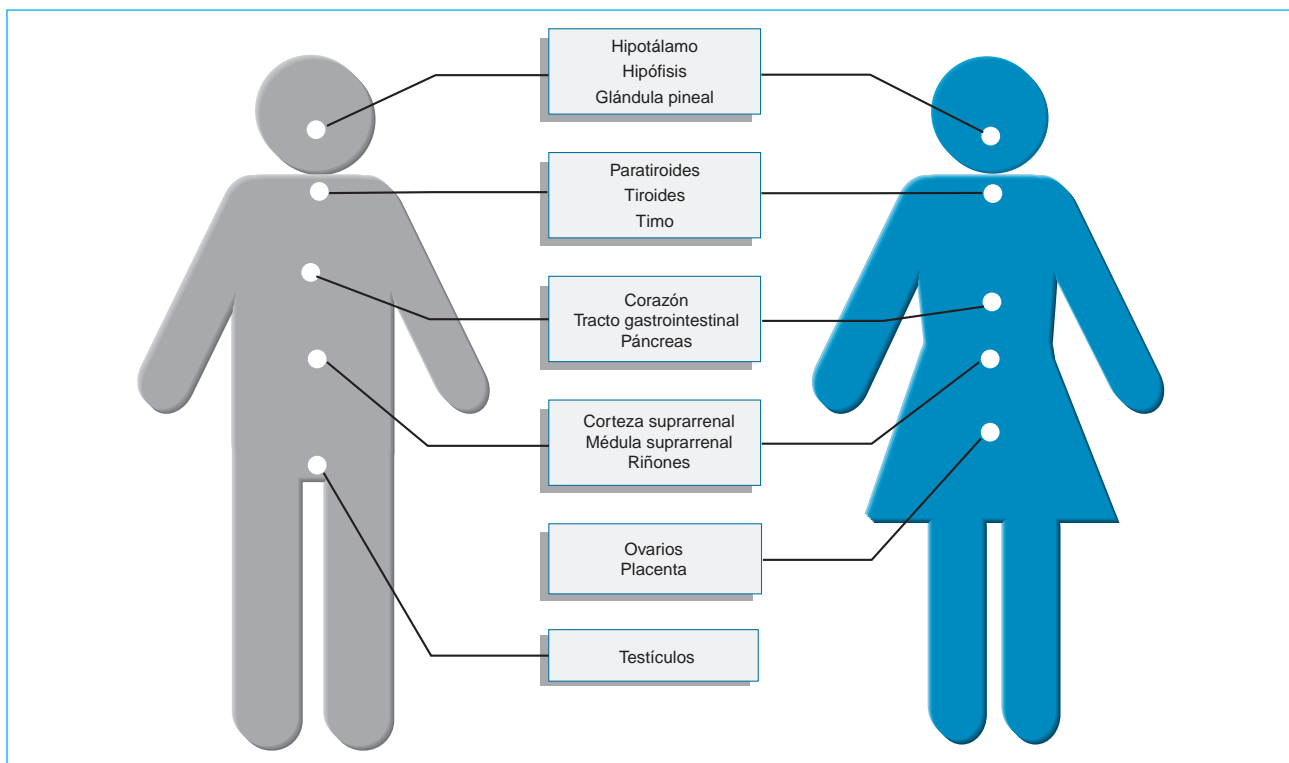 Hipotálamo
Hipófisis
Glándula pineal
Paratiroides
Tiroides
Timo
Corazón
Tracto gastrointestinal
Páncreas
Corteza suprarrenal
Médula suprarrenal
Riñones
Ovarios
Placenta
Testículos